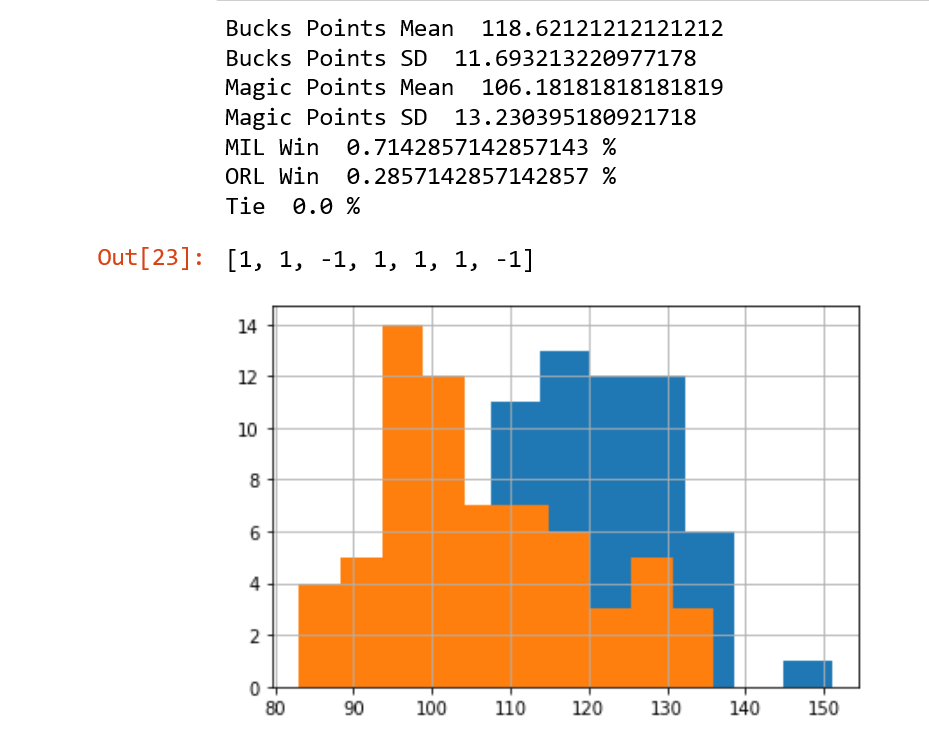 Bucks Points Mean  118.62121212121212
Bucks Points SD  11.693213220977178
Magic Points Mean  106.18181818181819
Magic Points SD  13.230395180921718
MIL Win  0.7142857142857143 %
ORL Win  0.2857142857142857 %
Tie  0.0 %
Out[23]: [1, 1, -1, 1, 1, 1, -1]
14
12
10
8
6
4
2
0
80 90 100 110 120 130 140 150